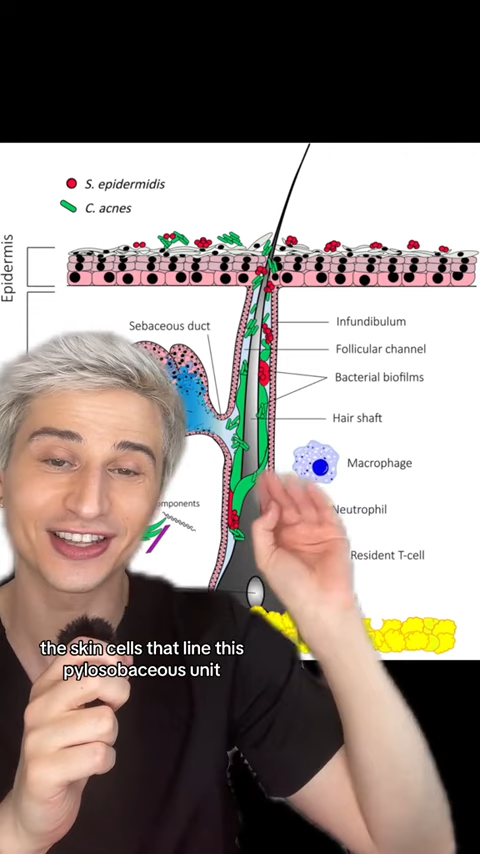 S. epidermidis
C. acnes
Epidermis
Sebaceous duct
Infundibulum
Follicular channel
Bacterial biofilms
Hair shaft
Macrophage
Neutrophil
Resident T-cell
the skin cells that line this
pylosobaceous unit